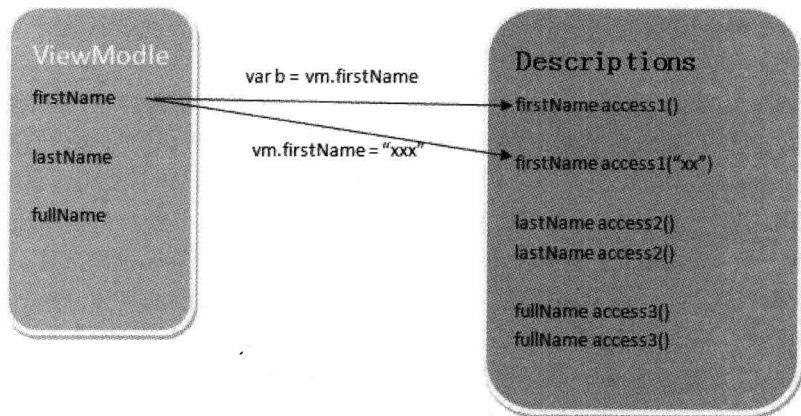 ViewModle
firstName
lastName
fullName
var b = vm.firstName
vm.firstName = “xxx”
Descriptions
firstName access1()
firstName access1(“xx”)
lastName access2()
lastName access2()
fullName access3()
fullName access3()